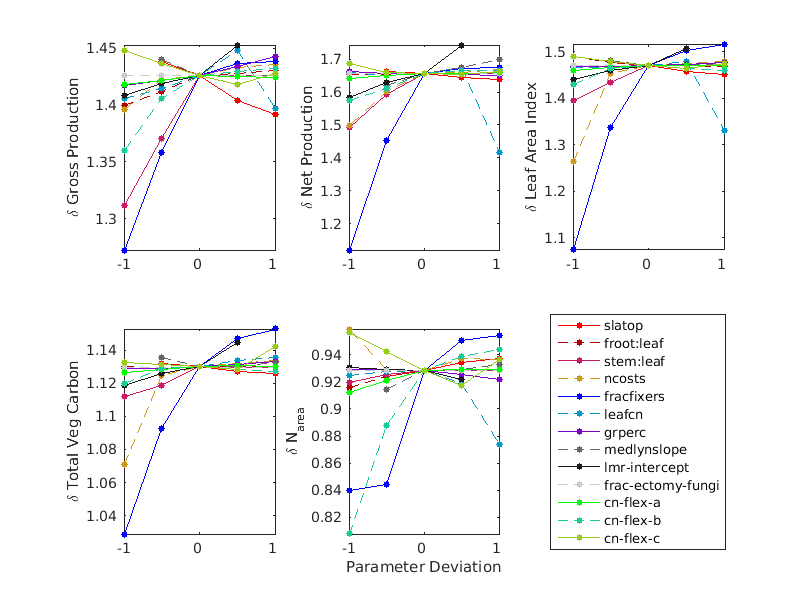 δ Gross Production
1.45
1.4
1.35
1.3
-1 0 1
δ Net Production
1.7
1.6
1.5
1.4
1.3
1.2
-1 0 1
δ Leaf Area Index
1.5
1.4
1.3
1.2
1.1
-1 0 1
δ Total Veg Carbon
1.14
1.12
1.1
1.08
1.06
1.04
-1 0 1
δ Narea
0.94
0.92
0.9
0.88
0.86
0.84
0.82
-1 0 1
Parameter Deviation
slatop
froot:leaf
stem:leaf
ncosts
fracfixers
leafcn
grperc
medlynslope
lmr-intercept
frac-ectomy-fungi
cn-flex-a
cn-flex-b
cn-flex-c